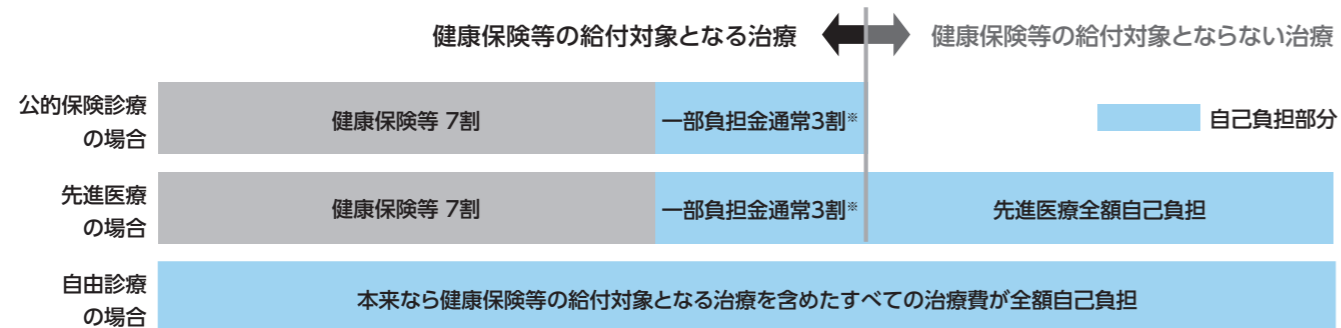 健康保険等の給付対象となる治療
健康保険等の給付対象とならない治療
公的保険診療
の場合
健康保険等 7割
一部負担金通常3割※
自己負担部分
先進医療
の場合
健康保険等 7割
一部負担金通常3割※
先進医療全額自己負担
自由診療
の場合
本来なら健康保険等の給付対象となる治療を含めたすべての治療費が全額自己負担